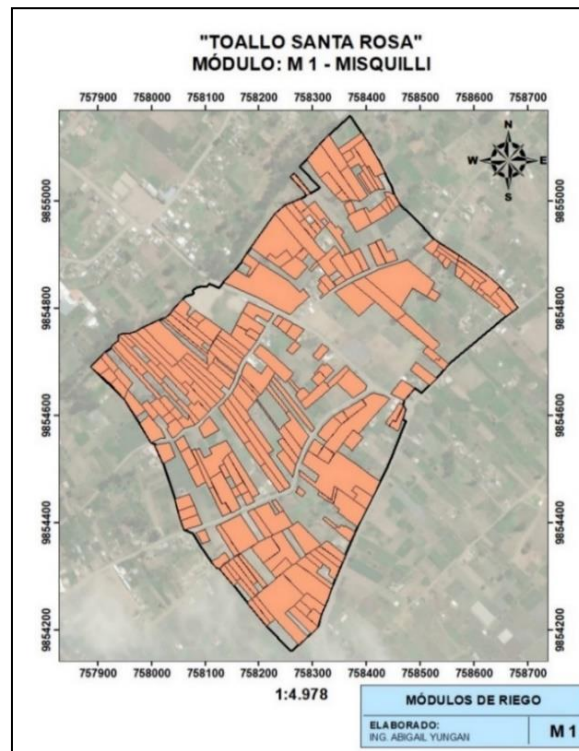 "TOALLO SANTA ROSA"
MÓDULO: M 1 - MISQUILLI
757900 758000 758100 758200 758300 758400 758500 758600 758700
N
W E
S
9855000 9855000
9854800 9854800
9854600 9854600
9854400 9854400
9854200 9854200
757900 758000 758100 758200 758300 758400 758500 758600 758700
1:4.978
MÓDULOS DE RIEGO
ELABORADO:
ING. ABIGAIL YUNGAN
M 1